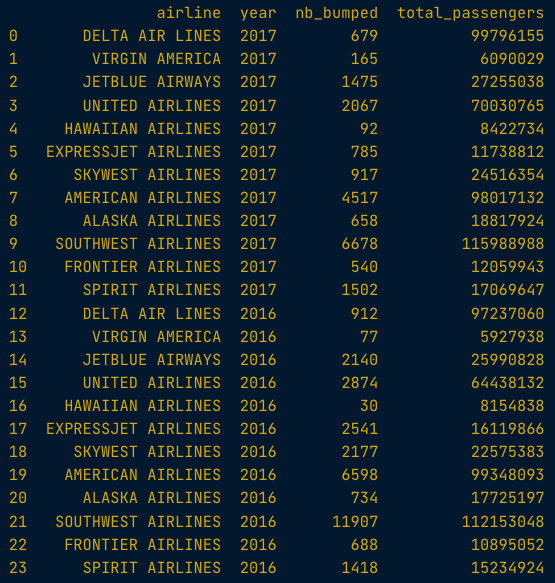 airline year nb_bumped total_passengers
0 DELTA AIR LINES 2017 679 99796155
1 VIRGIN AMERICA 2017 165 6090029
2 JETBLUE AIRWAYS 2017 1475 27255038
3 UNITED AIRLINES 2017 2067 70030765
4 HAWAIIAN AIRLINES 2017 92 8422734
5 EXPRESSJET AIRLINES 2017 785 11738812
6 SKYWEST AIRLINES 2017 917 24516354
7 AMERICAN AIRLINES 2017 4517 98017132
8 ALASKA AIRLINES 2017 658 18817924
9 SOUTHWEST AIRLINES 2017 6678 115988988
10 FRONTIER AIRLINES 2017 540 12059943
11 SPIRIT AIRLINES 2017 1502 17069647
12 DELTA AIR LINES 2016 912 97237060
13 VIRGIN AMERICA 2016 77 5927938
14 JETBLUE AIRWAYS 2016 2140 25990828
15 UNITED AIRLINES 2016 2874 64438132
16 HAWAIIAN AIRLINES 2016 30 8154838
17 EXPRESSJET AIRLINES 2016 2541 16119866
18 SKYWEST AIRLINES 2016 2177 22575383
19 AMERICAN AIRLINES 2016 6598 99348093
20 ALASKA AIRLINES 2016 734 17725197
21 SOUTHWEST AIRLINES 2016 11907 112153048
22 FRONTIER AIRLINES 2016 688 10895052
23 SPIRIT AIRLINES 2016 1418 15234924